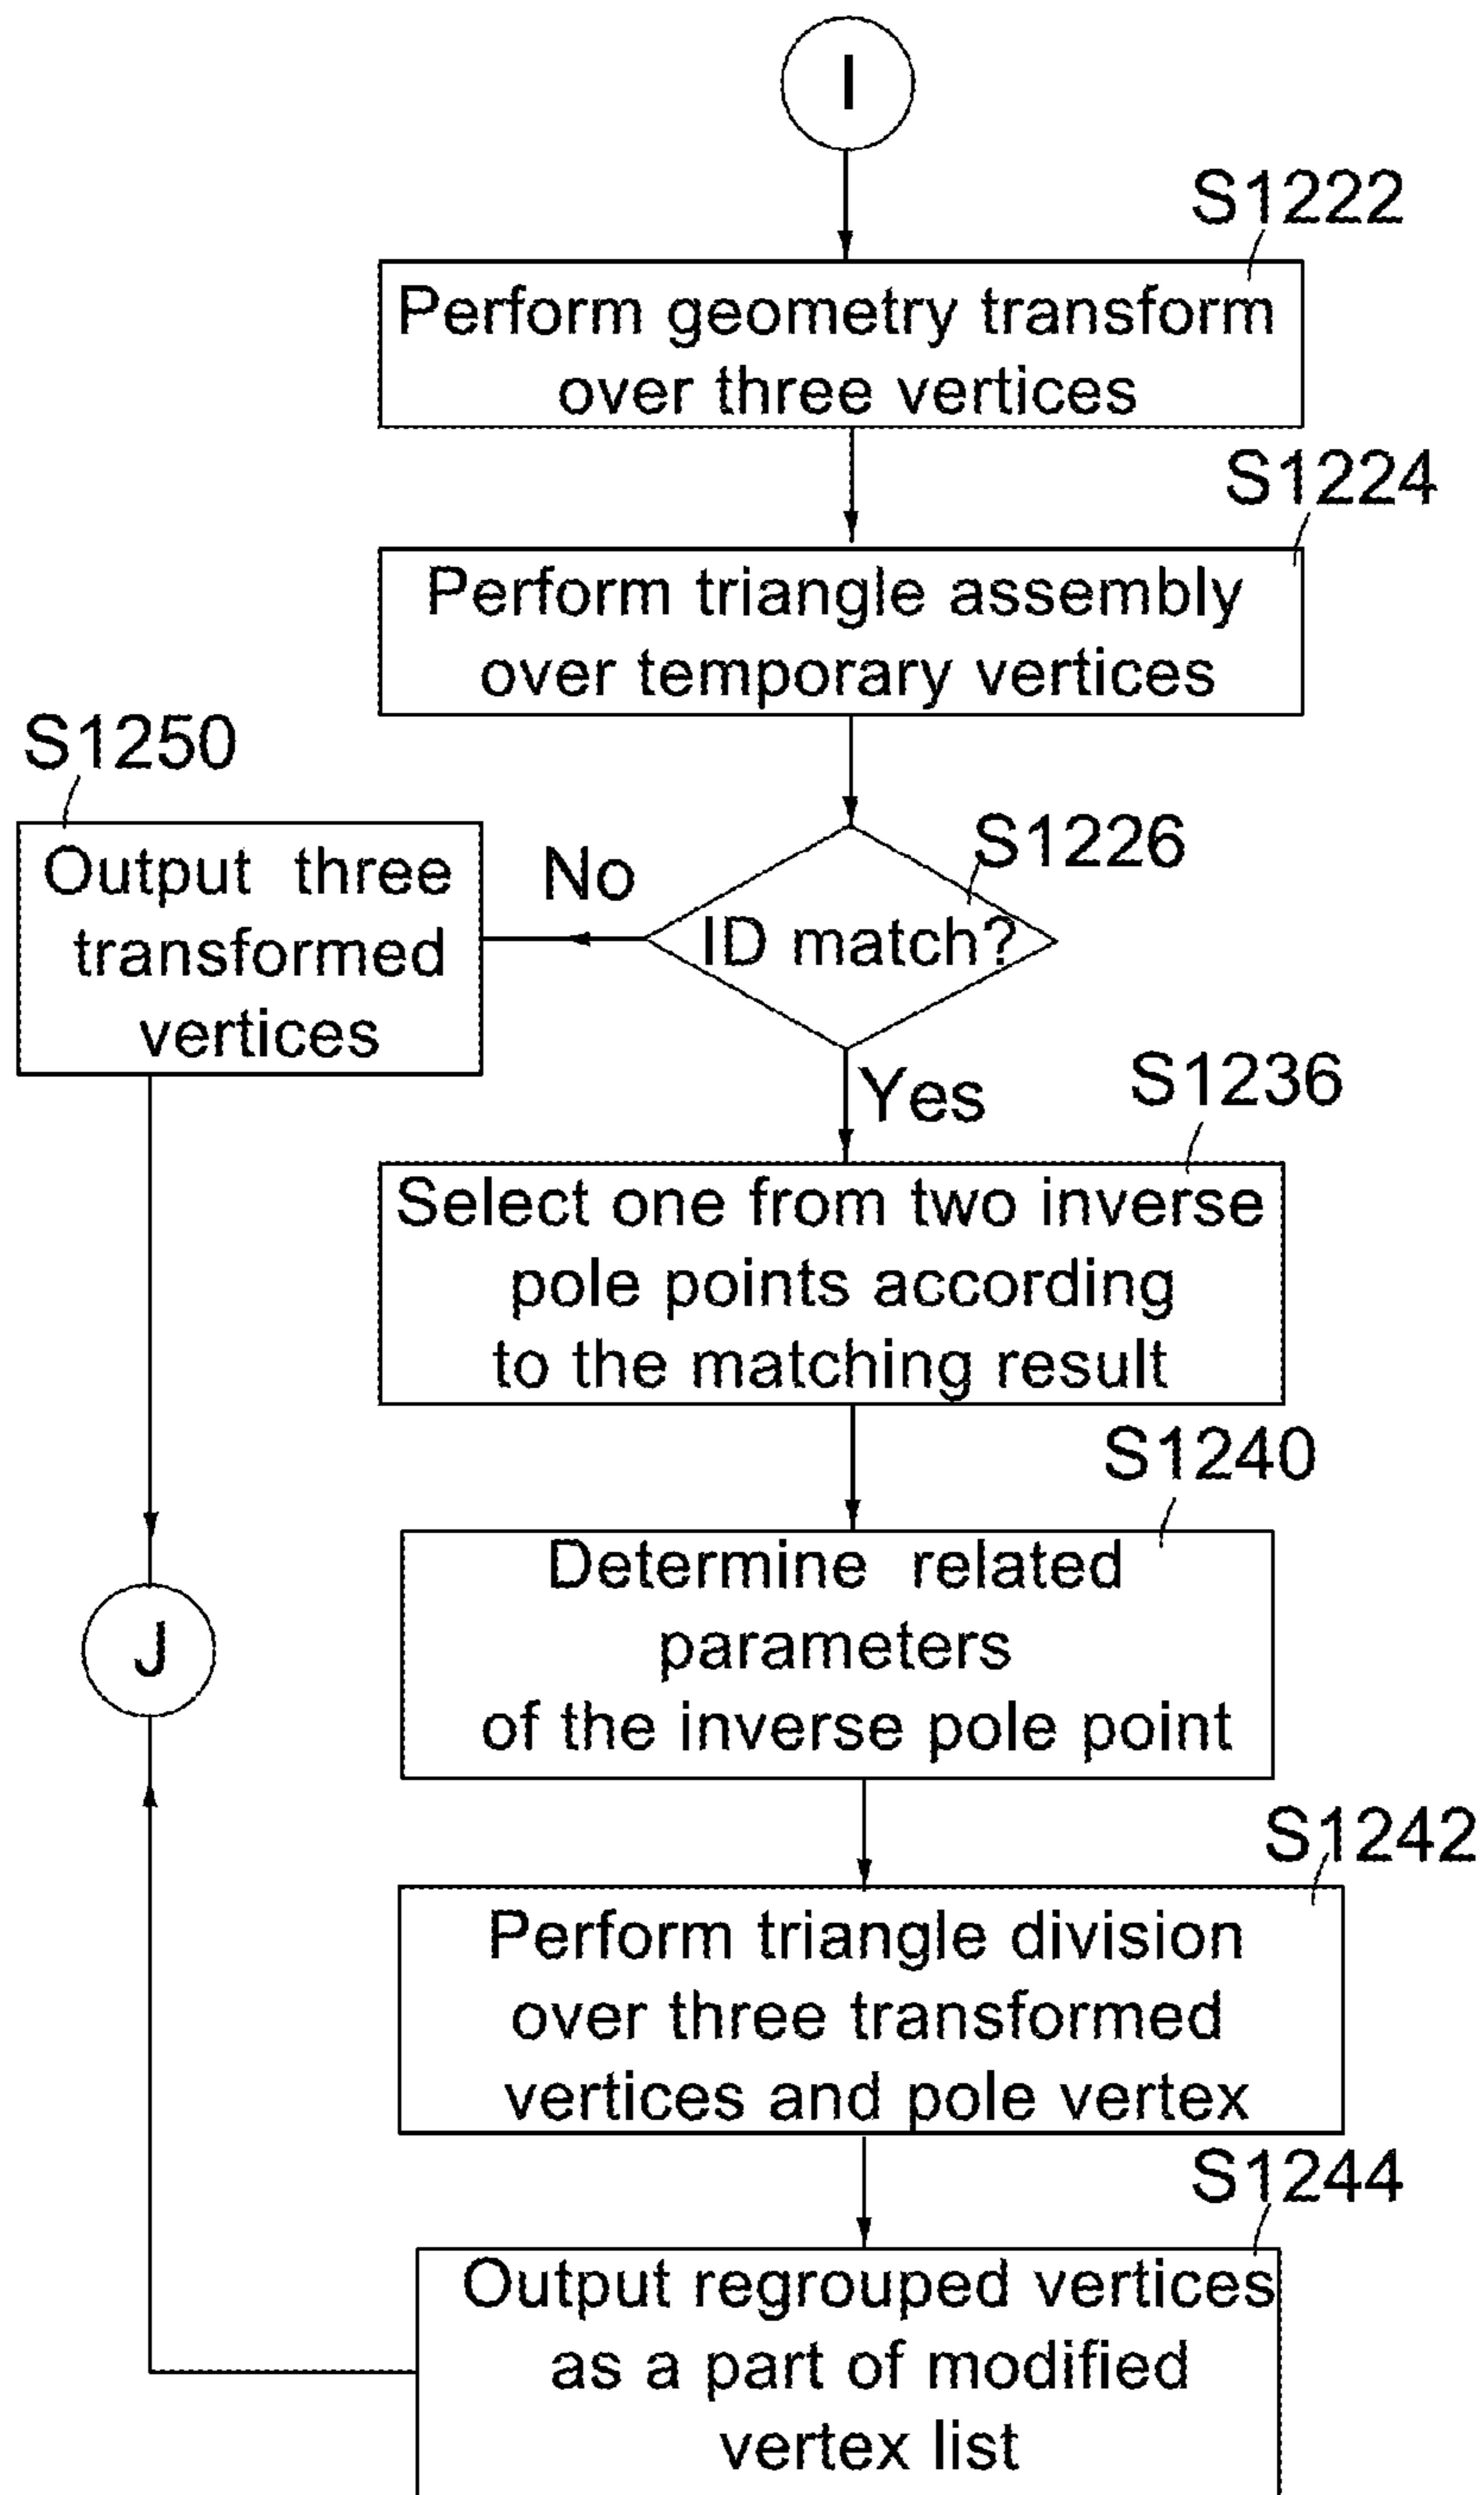 I
S1222
Perform geometry transform
over three vertices
S1224
Perform triangle assembly
over temporary vertices
S1250
Output three
transformed
vertices
No
S1226
ID match?
Yes
S1236
Select one from two inverse
pole points according
to the matching result
S1240
Determine related
parameters
of the inverse pole point
J
S1242
Perform triangle division
over three transformed
vertices and pole vertex
S1244
Output regrouped vertices
as a part of modified
vertex list